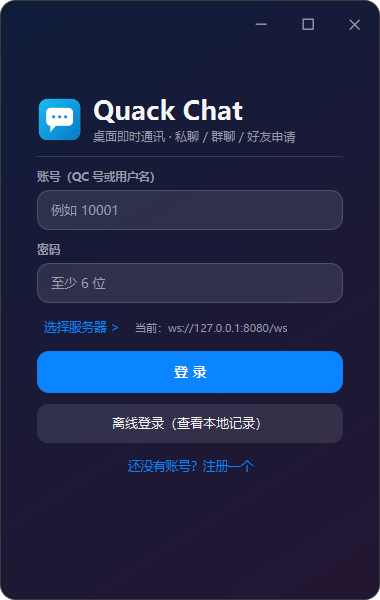 Quack Chat
桌面即时通讯 · 私聊 / 群聊 / 好友申请
账号（QC 号或用户名）
例如 10001
密码
至少 6 位
选择服务器 > 当前：ws://127.0.0.1:8080/ws
登 录
离线登录（查看本地记录）
还没有账号？注册一个